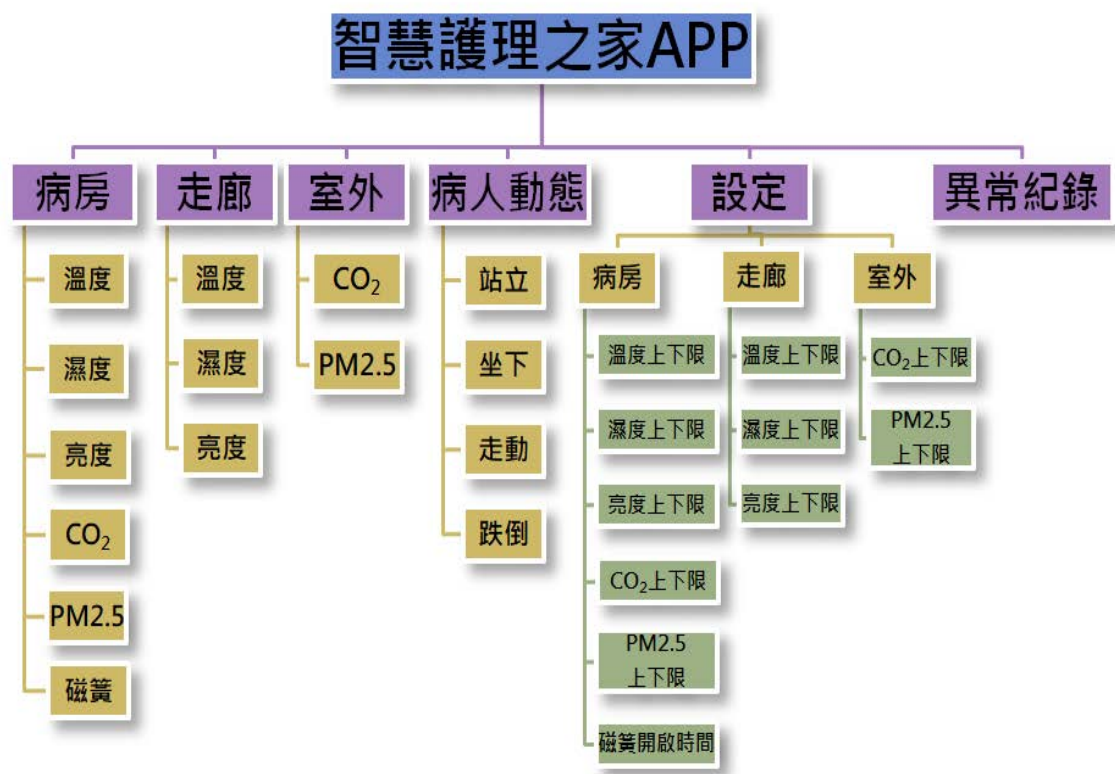 智慧護理之家APP
病房
走廊
室外
病人動態
設定
異常紀錄
溫度
濕度
亮度
CO₂
PM2.5
磁簧
溫度
濕度
亮度
CO₂
PM2.5
站立
坐下
走動
跌倒
病房
溫度上下限
濕度上下限
亮度上下限
CO₂上下限
PM2.5
上下限
磁簧開啟時間
走廊
溫度上下限
濕度上下限
亮度上下限
室外
CO₂上下限
PM2.5
上下限